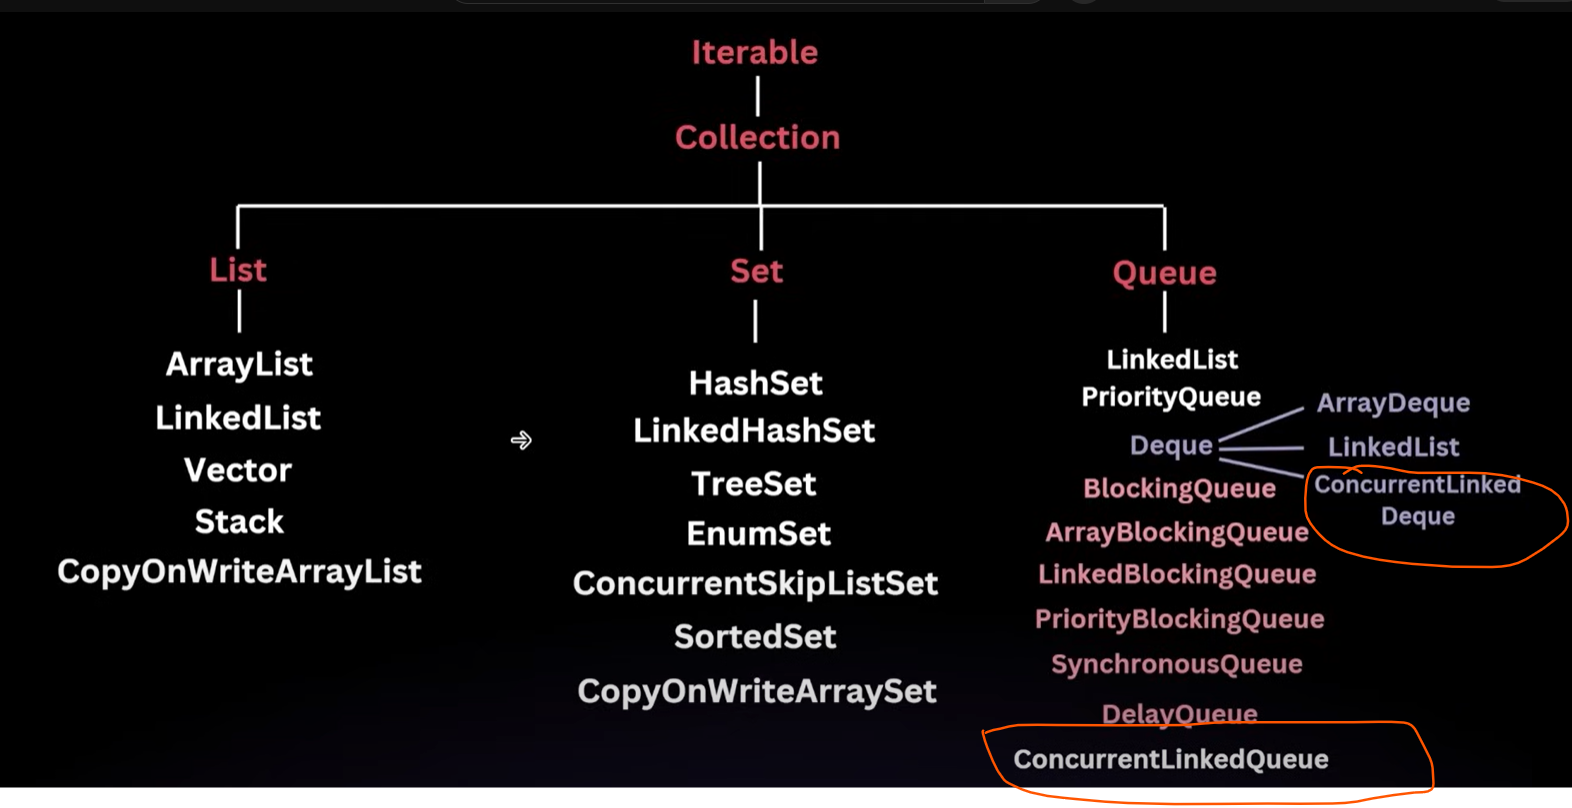 Iterable
Collection
List
Set
Queue
ArrayList
LinkedList
Vector
Stack
CopyOnWriteArrayList
HashSet
LinkedHashSet
TreeSet
EnumSet
ConcurrentSkipListSet
SortedSet
CopyOnWriteArraySet
LinkedList
PriorityQueue
Deque
ArrayDeque
LinkedList
ConcurrentLinked
Deque
BlockingQueue
ArrayBlockingQueue
LinkedBlockingQueue
PriorityBlockingQueue
SynchronousQueue
DelayQueue
ConcurrentLinkedQueue